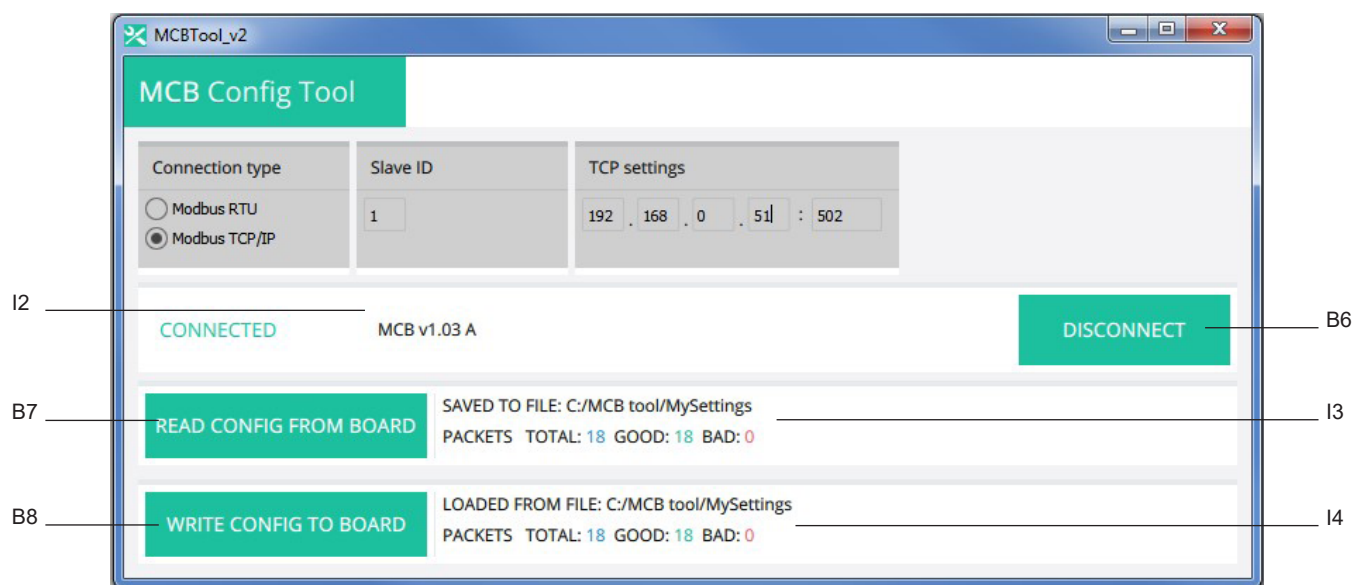 MCBTool_v2
MCB Config Tool
Connection type
Slave ID
TCP settings
Modbus RTU
Modbus TCP/IP
1
192 . 168 . 0 . 51 : 502
I2
CONNECTED
MCB v1.03 A
DISCONNECT
B6
B7
READ CONFIG FROM BOARD
SAVED TO FILE: C:/MCB tool/MySettings
PACKETS TOTAL: 18 GOOD: 18 BAD: 0
I3
B8
WRITE CONFIG TO BOARD
LOADED FROM FILE: C:/MCB tool/MySettings
PACKETS TOTAL: 18 GOOD: 18 BAD: 0
I4